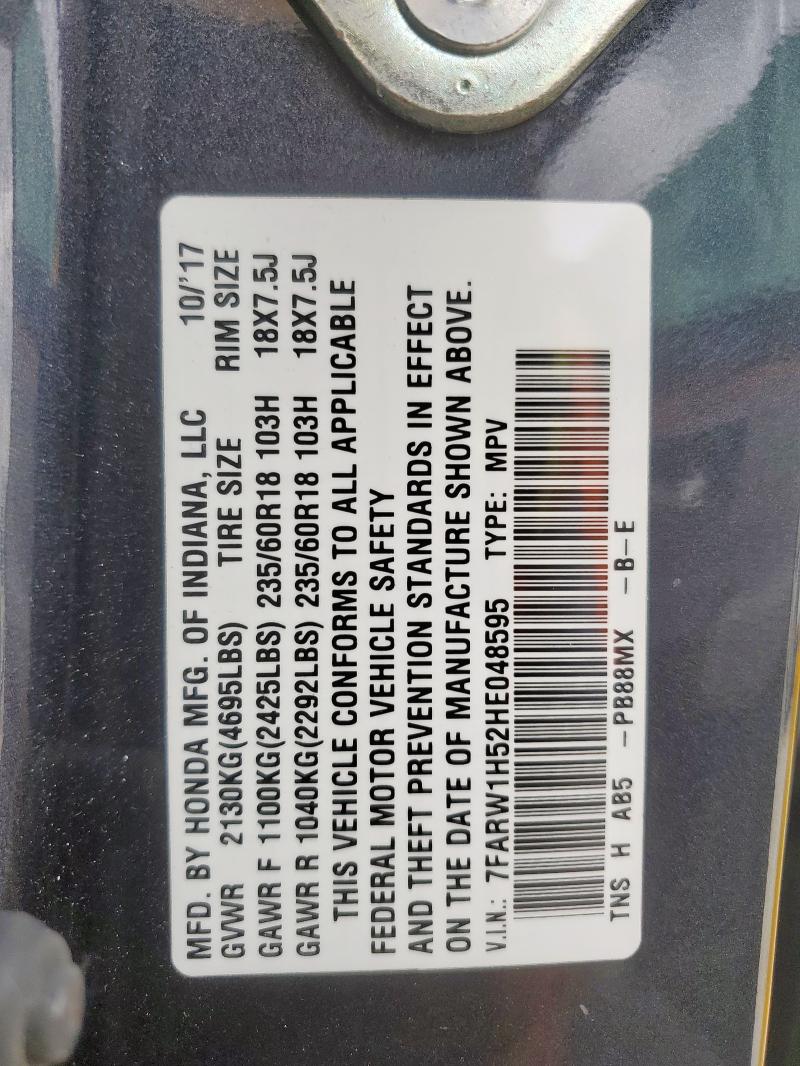 MFD. BY HONDA MFG. OF INDIANA, LLC 10/'17
GVWR 2130KG(4695LBS) TIRE SIZE RIM SIZE
GAWR F 1100KG(2425LBS) 235/60R18 103H 18X7.5J
GAWR R 1040KG(2292LBS) 235/60R18 103H 18X7.5J
THIS VEHICLE CONFORMS TO ALL APPLICABLE
FEDERAL MOTOR VEHICLE SAFETY
AND THEFT PREVENTION STANDARDS IN EFFECT
ON THE DATE OF MANUFACTURE SHOWN ABOVE.
V.I.N.: 7FARW1H52HE048595 TYPE: MPV
TNS H AB5 -PB88MX -B-E